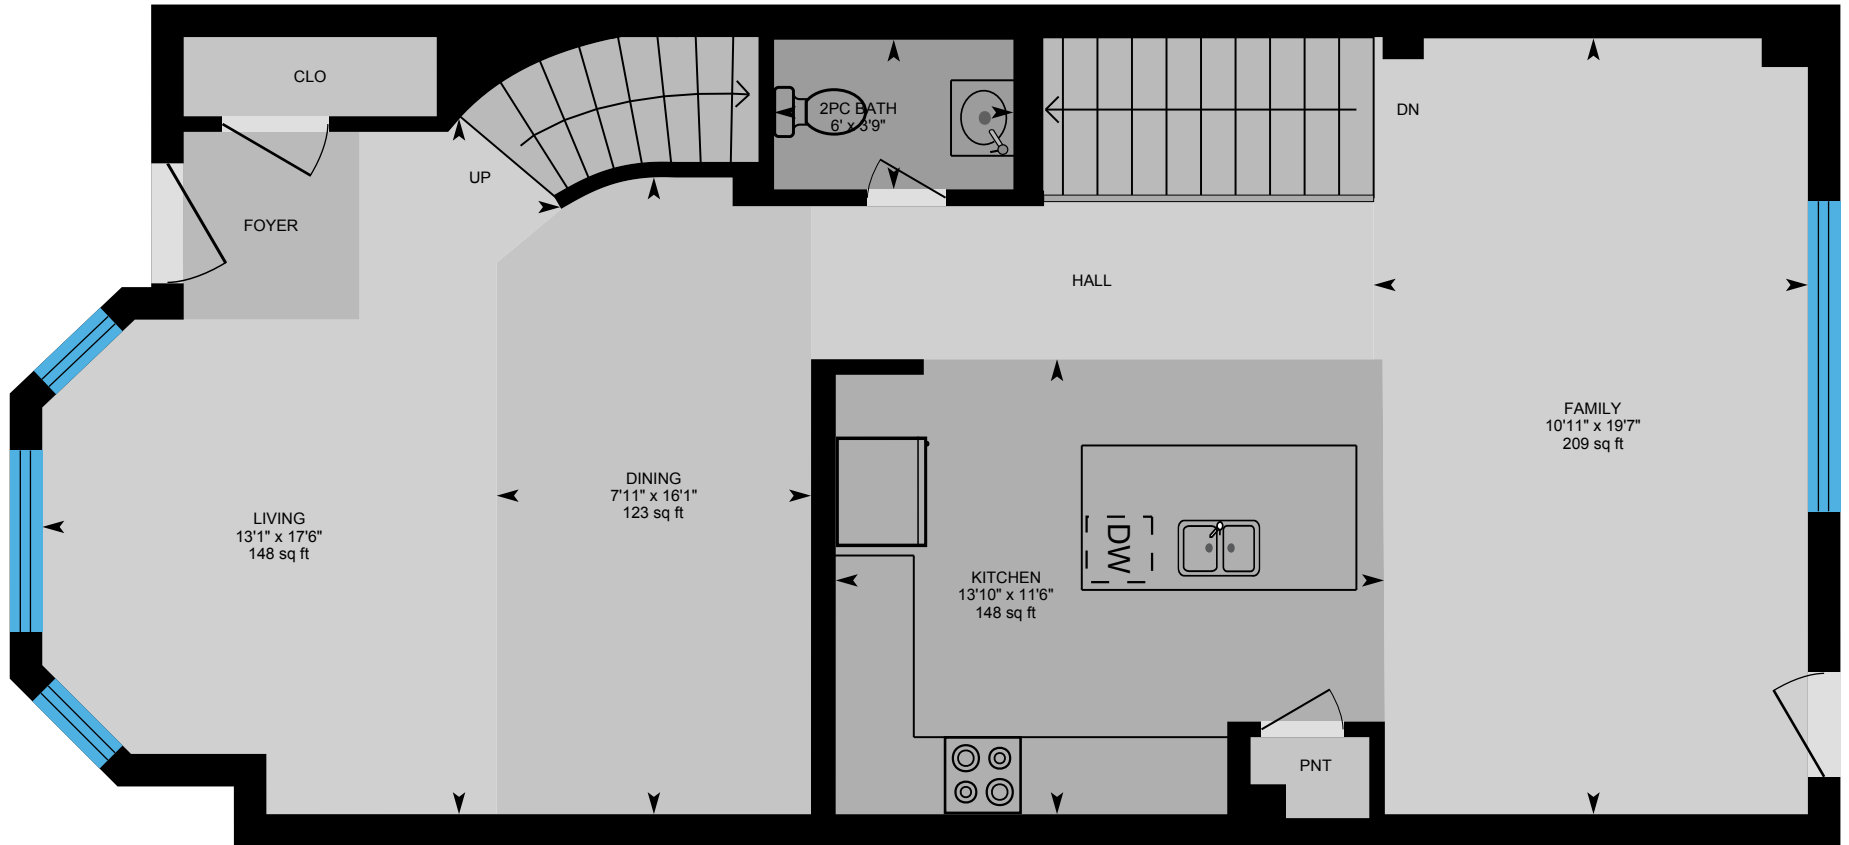 CLO
2PC BATH
6' x 3'9"
DN
UP
FOYER
HALL
FAMILY
10'11" x 19'7"
209 sq ft
DINING
7'11" x 16'1"
123 sq ft
LIVING
13'1" x 17'6"
148 sq ft
DW
KITCHEN
13'10" x 11'6"
148 sq ft
PNT